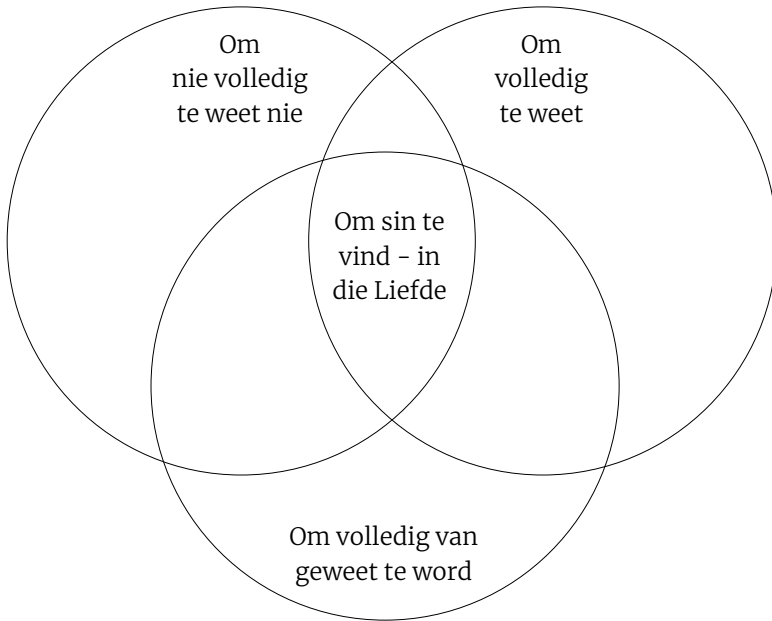 Om
nie volledig
te weet nie
Om
volledig
te weet
Om sin te
vind - in
die Liefde
Om volledig van
geweet te word